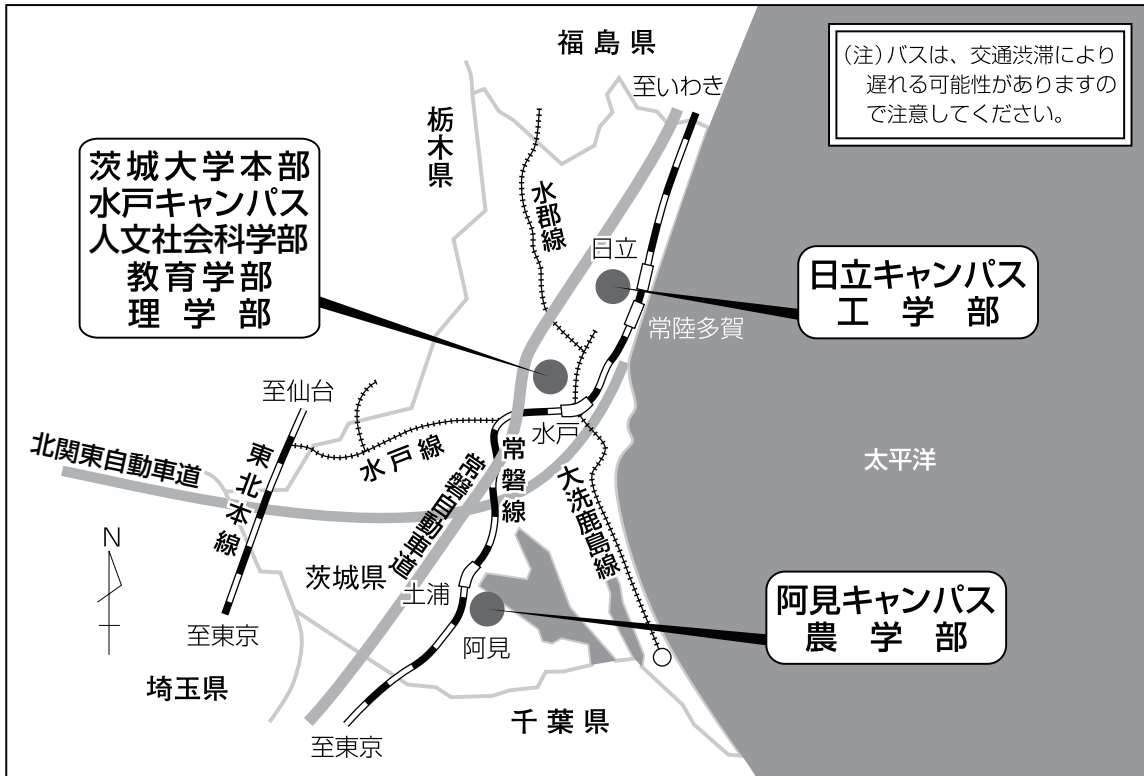 福島県
(注)バスは、交通渋滞により
遅れる可能性がありますの
で注意してください。
至いわき
栃木県
茨城大学本部
水戸キャンパス
人文社会科学部
教育学部
理学部
水郡線
日立
日立キャンパス
工学部
常陸多賀
至仙台
水戸
北関東自動車道
東北本線
水戸線
常磐自動車道
常磐線
大洗鹿島線
太平洋
N
茨城県
土浦
阿見
阿見キャンパス
農学部
至東京
埼玉県
千葉県
至東京